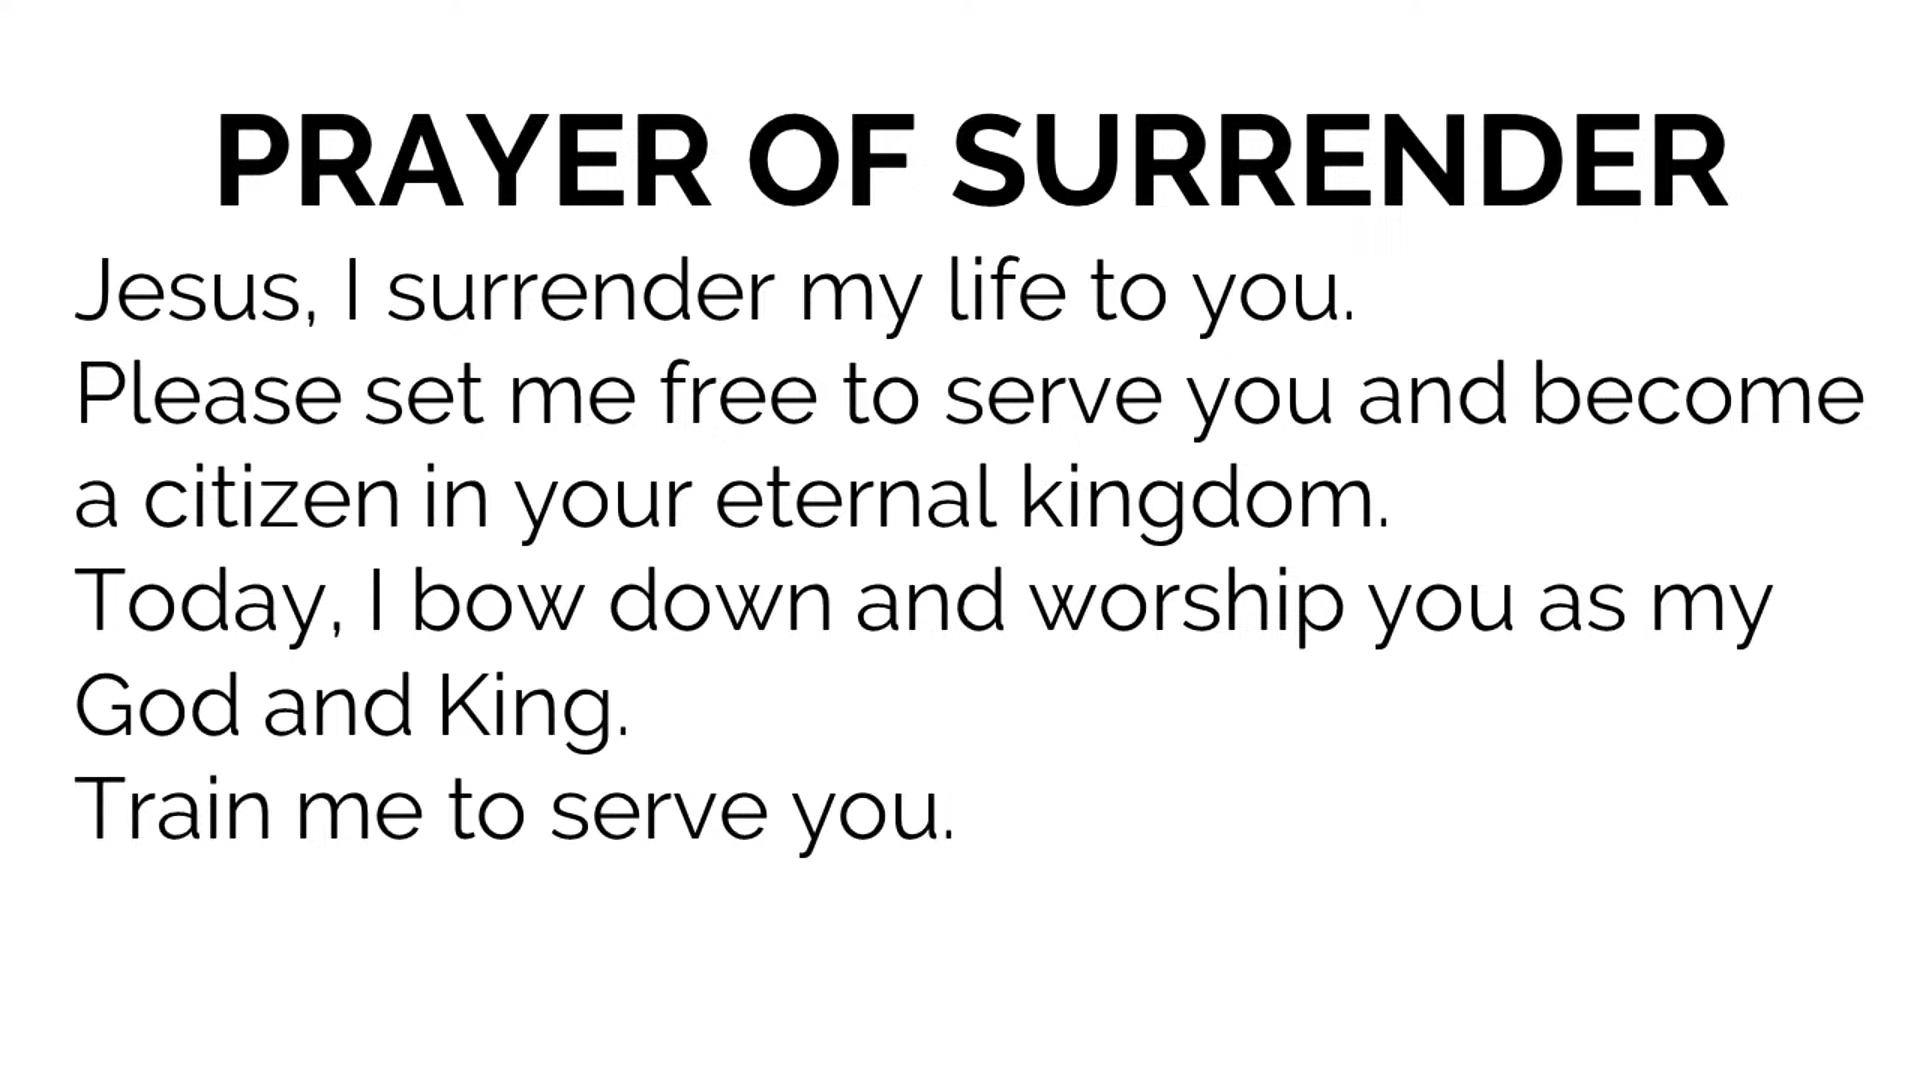 PRAYER OF SURRENDER
Jesus, I surrender my life to you.
Please set me free to serve you and become
a citizen in your eternal kingdom.
Today, I bow down and worship you as my
God and King.
Train me to serve you.